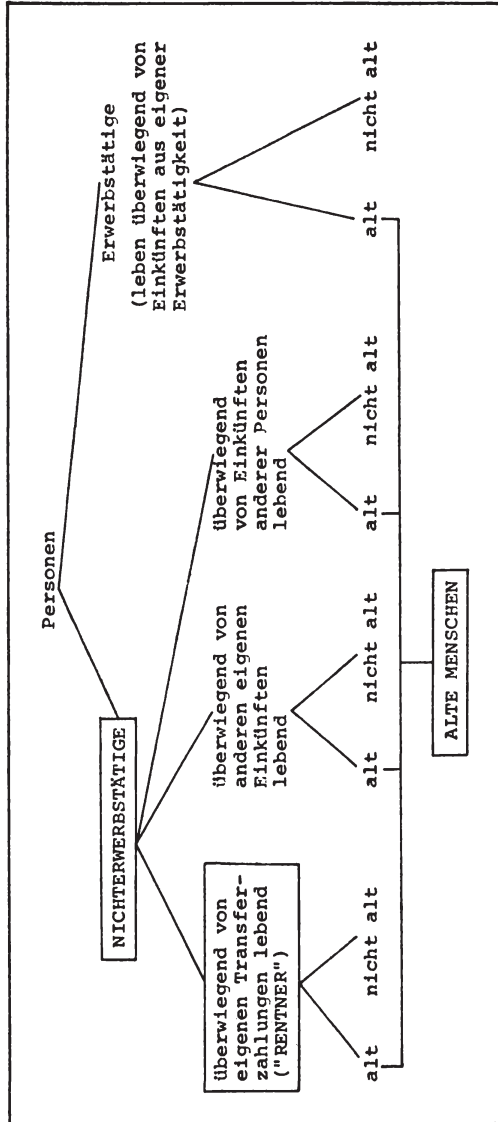 Personen
NICHTERWERBSTÄTIGE
Erwerbstätige
(leben überwiegend von
Einkünften aus eigener
Erwerbstätigkeit)
überwiegend von
eigenen Transfer-
zahlungen lebend
("RENTNER")
überwiegend von
anderen eigenen
Einkünften
lebend
überwiegend
von Einkünften
anderer Personen
lebend
alt nicht alt alt nicht alt alt nicht alt alt nicht alt
ALTE MENSCHEN